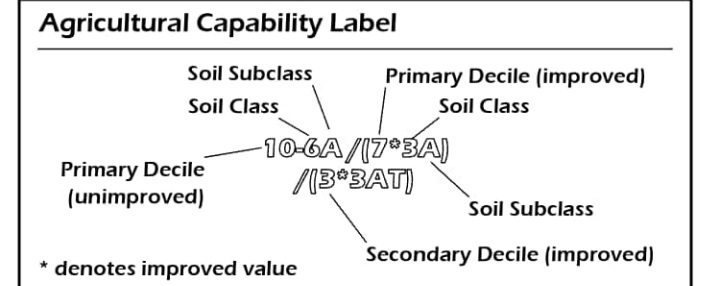 Agricultural Capability Label
Soil Subclass
Primary Decile (improved)
Soil Class
Soil Class
10-6A/(7*3A)
/(3*3AT)
Primary Decile
(unimproved)
Soil Subclass
Secondary Decile (improved)
* denotes improved value